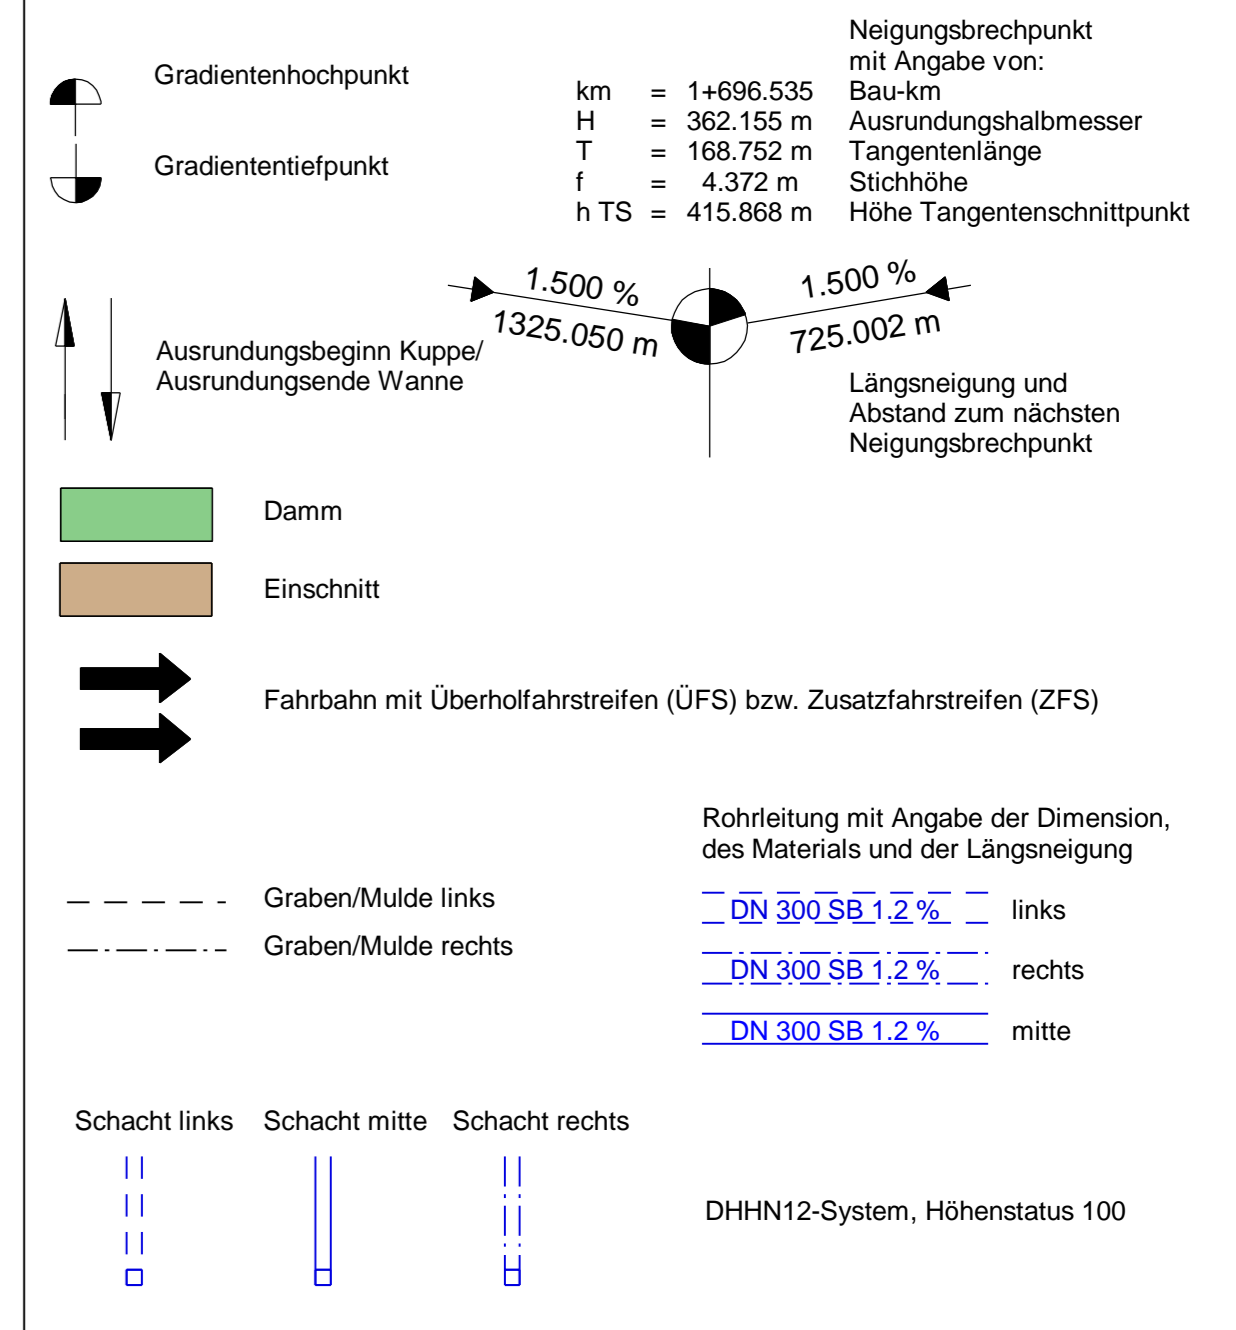 Gradientenhochpunkt
Gradiententiefpunkt
Neigungsbrechpunkt
mit Angabe von:
km = 1+696.535 Bau-km
H = 362.155 m Ausrundungshalbmesser
T = 168.752 m Tangentenlänge
f = 4.372 m Stichhöhe
h TS = 415.868 m Höhe Tangentenschnittpunkt
1.500 %
1325.050 m
1.500 %
725.002 m
Ausrundungsbeginn Kuppe/
Ausrundungsende Wanne
Längsneigung und
Abstand zum nächsten
Neigungsbrechpunkt
Damm
Einschnitt
Fahrbahn mit Überholfahrstreifen (ÜFS) bzw. Zusatzfahrstreifen (ZFS)
Graben/Mulde links
Graben/Mulde rechts
Rohrleitung mit Angabe der Dimension,
des Materials und der Längsneigung
DN 300 SB 1.2 % links
DN 300 SB 1.2 % rechts
DN 300 SB 1.2 % mitte
Schacht links Schacht mitte Schacht rechts
DHHN12-System, Höhenstatus 100